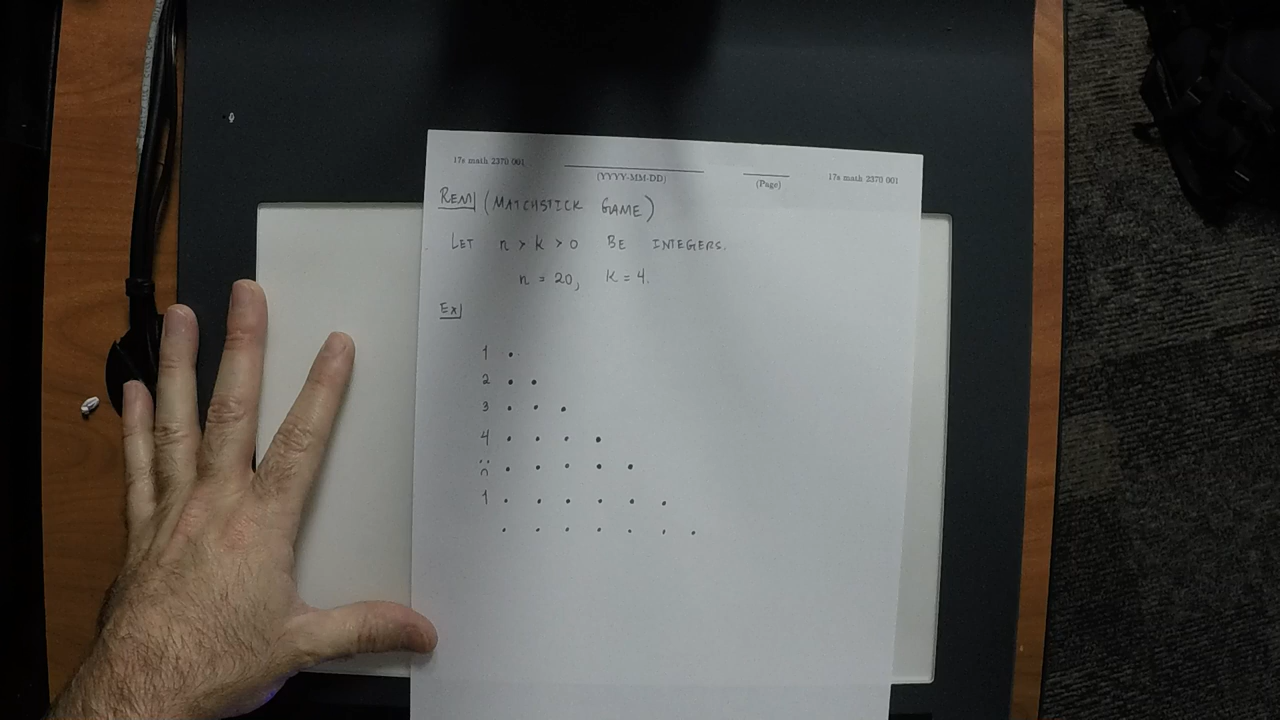 17s math 2370 001 (YYYY-MM-DD) (Page) 17s math 2370 001
REM (MATCHSTICK GAME)
LET n > k > 0 BE INTEGERS.
n = 20, k = 4.
Ex
1
2
3
4
1